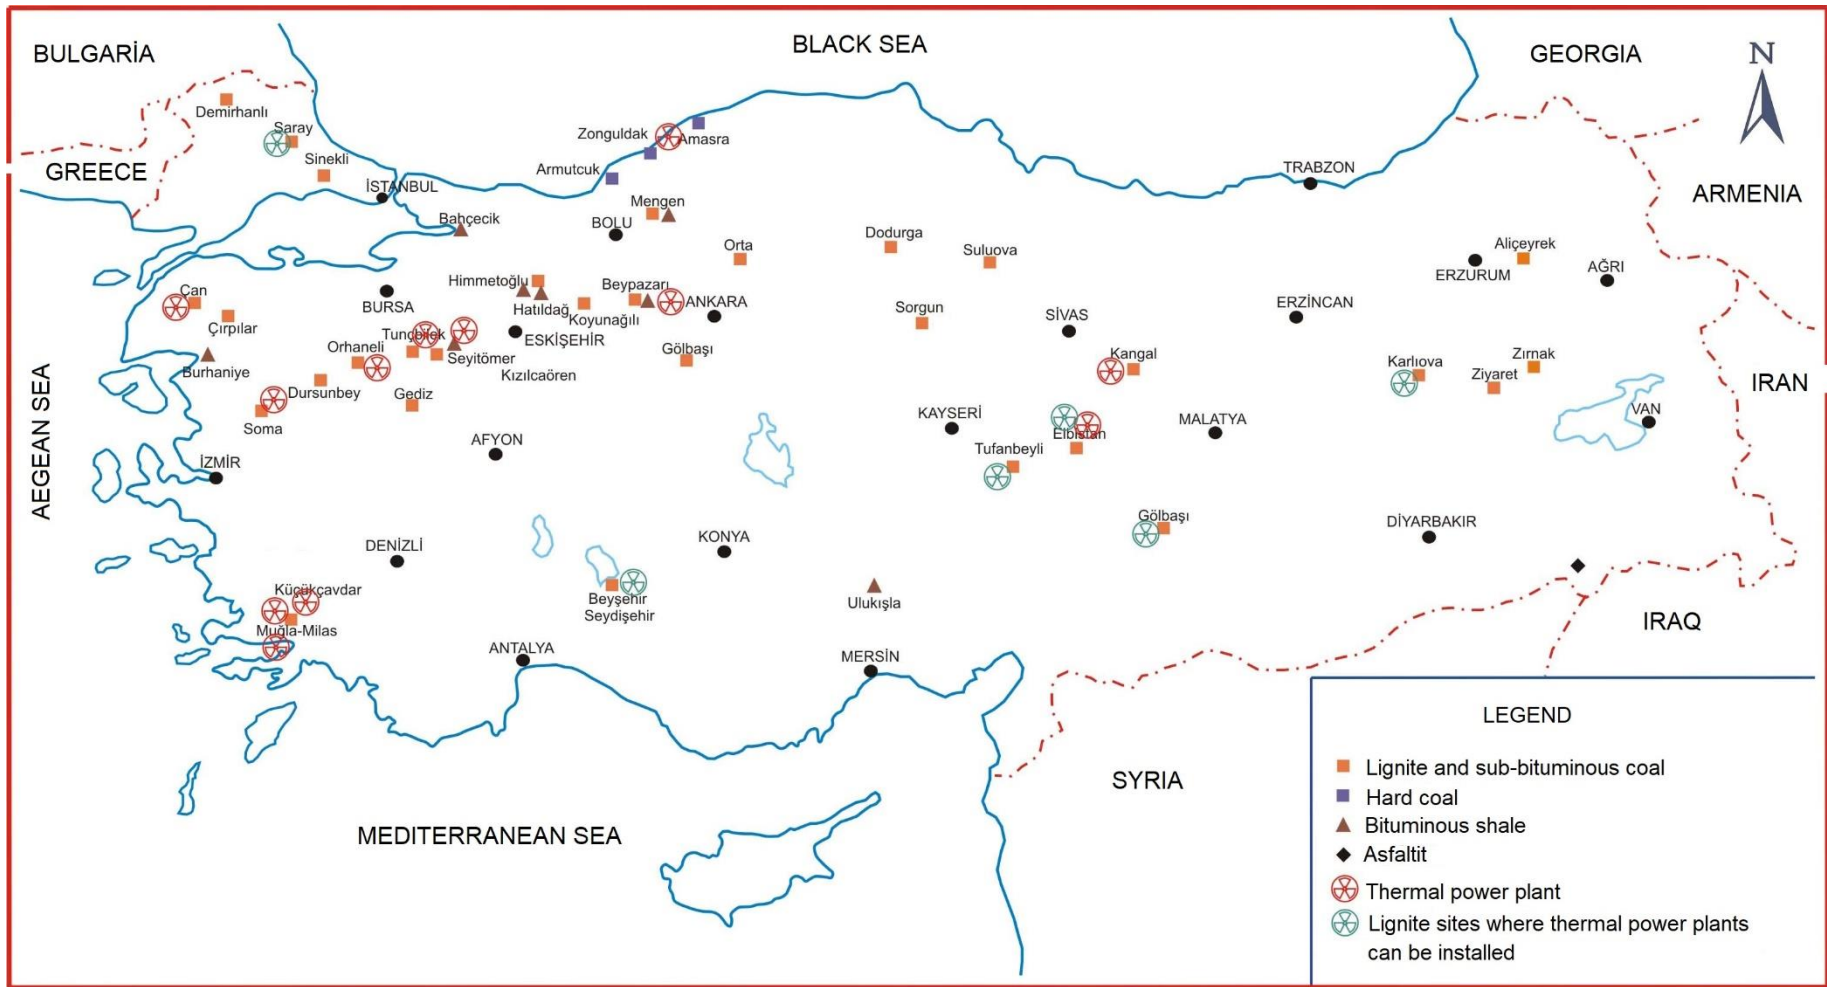 BULGARİA
BLACK SEA
GEORGIA
N
Demirhanlı
Saray
Zonguldak
Amasra
GREECE
Sinekli
Armutcuk
TRABZON
İSTANBUL
ARMENIA
Mengen
Bahçecik
BOLU
Dodurga
Orta
Suluova
Aliçeyrek
ERZURUM
AĞRI
Himmetoğlu
Beypazarı
Çan
BURSA
Hatıldağ
Koyunağılı
ANKARA
Sorgun
SİVAS
ERZİNCAN
Çırpılar
Tunçbilek
ESKİŞEHİR
Orhaneli
Seyitömer
Gölbaşı
Kangal
Karlıova
Zırnak
Burhaniye
Kızılcaören
Ziyaret
IRAN
Dursunbey
Gediz
Soma
KAYSERİ
MALATYA
VAN
AEGEAN SEA
AFYON
Elbistan
Tufanbeyli
İZMİR
Gölbaşı
DİYARBAKIR
DENİZLİ
KONYA
Küçükçavdar
Beyşehir
Seydişehir
Ulukışla
IRAQ
Muğla-Milas
ANTALYA
MERSİN
SYRIA
MEDITERRANEAN SEA
LEGEND
Lignite and sub-bituminous coal
Hard coal
Bituminous shale
Asfaltit
Thermal power plant
Lignite sites where thermal power plants
can be installed